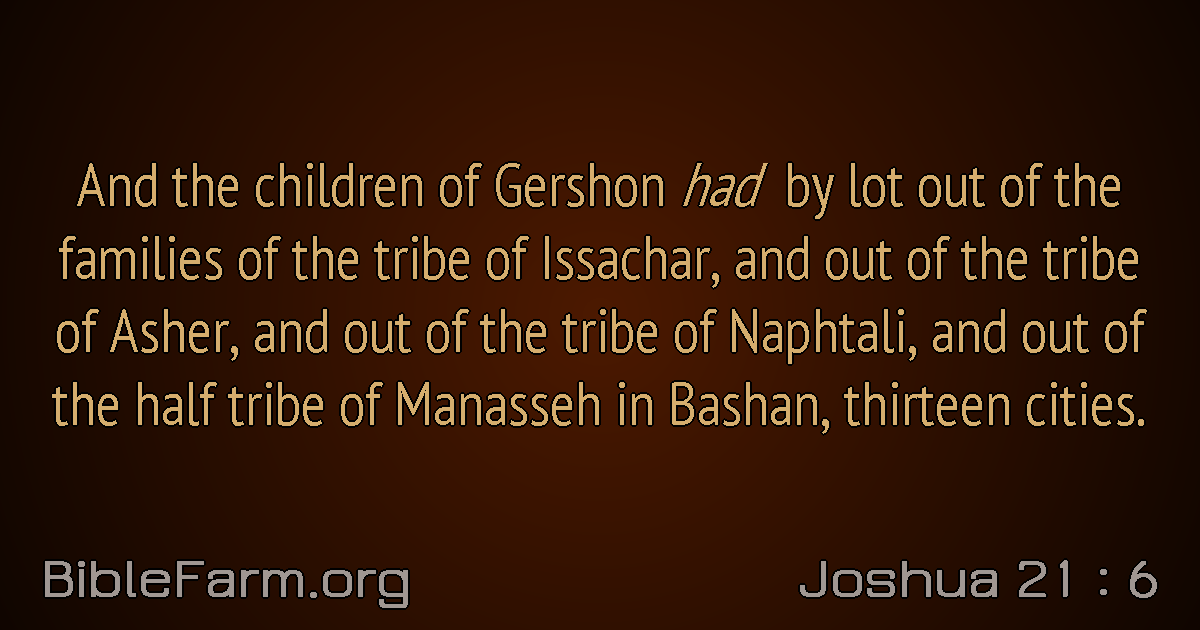 And the children of Gershon had by lot out of the
families of the tribe of Issachar, and out of the tribe
of Asher, and out of the tribe of Naphtali, and out of
the half tribe of Manasseh in Bashan, thirteen cities.
BibleFarm.org
Joshua 21 : 6